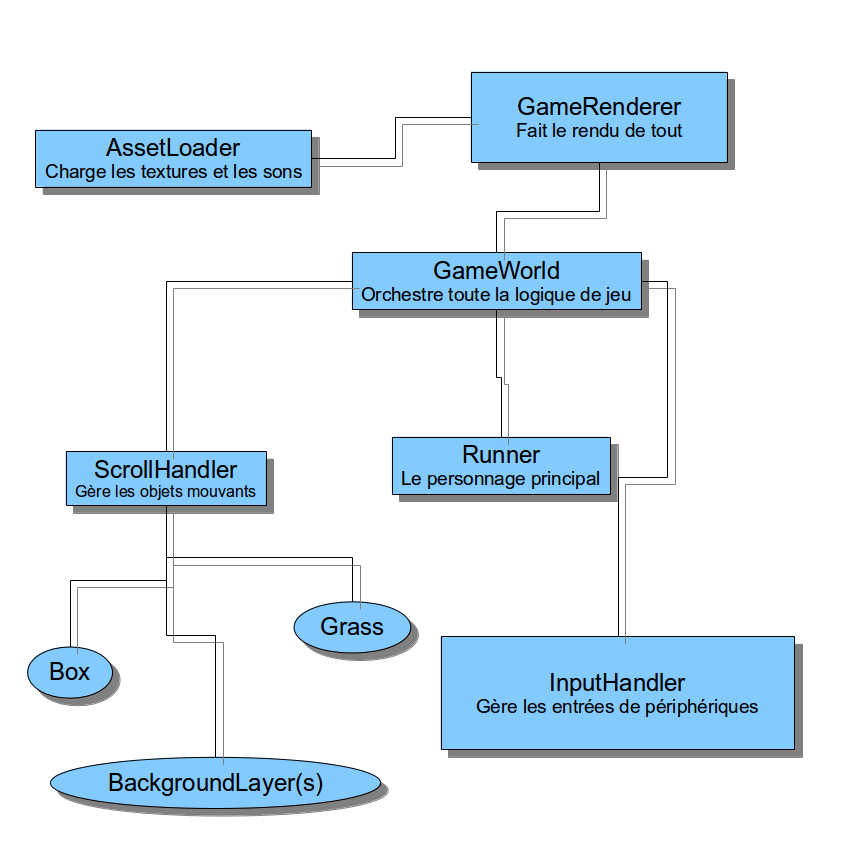 GameRenderer
Fait le rendu de tout
AssetLoader
Charge les textures et les sons
GameWorld
Orchestre toute la logique de jeu
Runner
Le personnage principal
ScrollHandler
Gère les objets mouvants
Grass
Box
InputHandler
Gère les entrées de périphériques
BackgroundLayer(s)